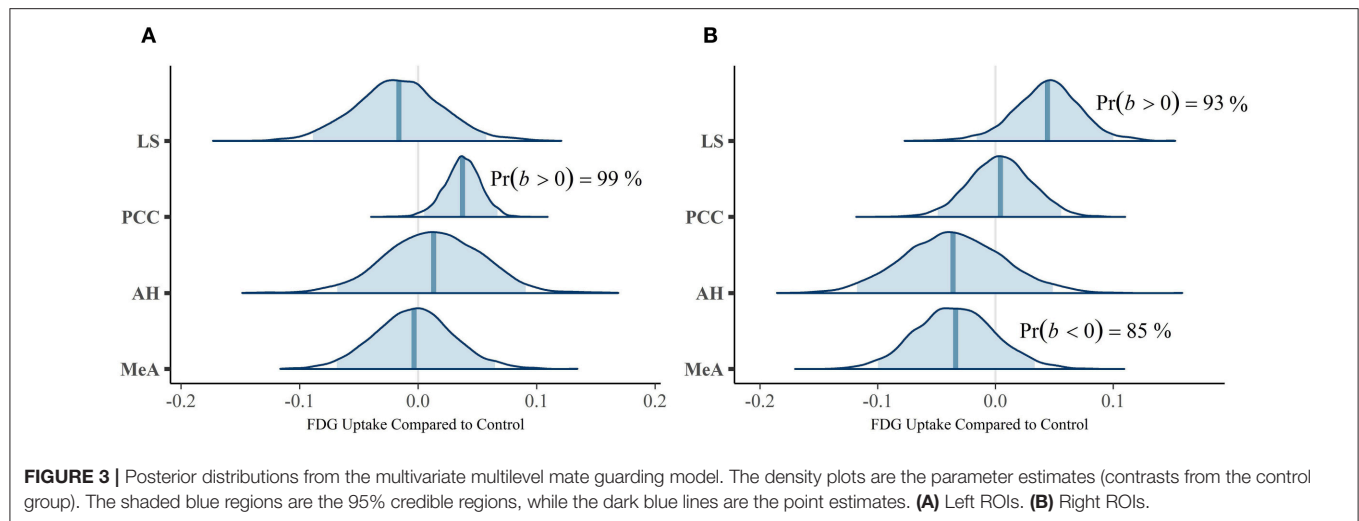 A
LS
PCC
AH
MeA
Pr(b > 0) = 99 %
-0.2 -0.1 0.0 0.1 0.2
FDG Uptake Compared to Control
B
LS
PCC
AH
MeA
Pr(b > 0) = 93 %
Pr(b < 0) = 85 %
-0.2 -0.1 0.0 0.1
FDG Uptake Compared to Control
FIGURE 3 | Posterior distributions from the multivariate multilevel mate guarding model. The density plots are the parameter estimates (contrasts from the control
group). The shaded blue regions are the 95% credible regions, while the dark blue lines are the point estimates. (A) Left ROIs. (B) Right ROIs.